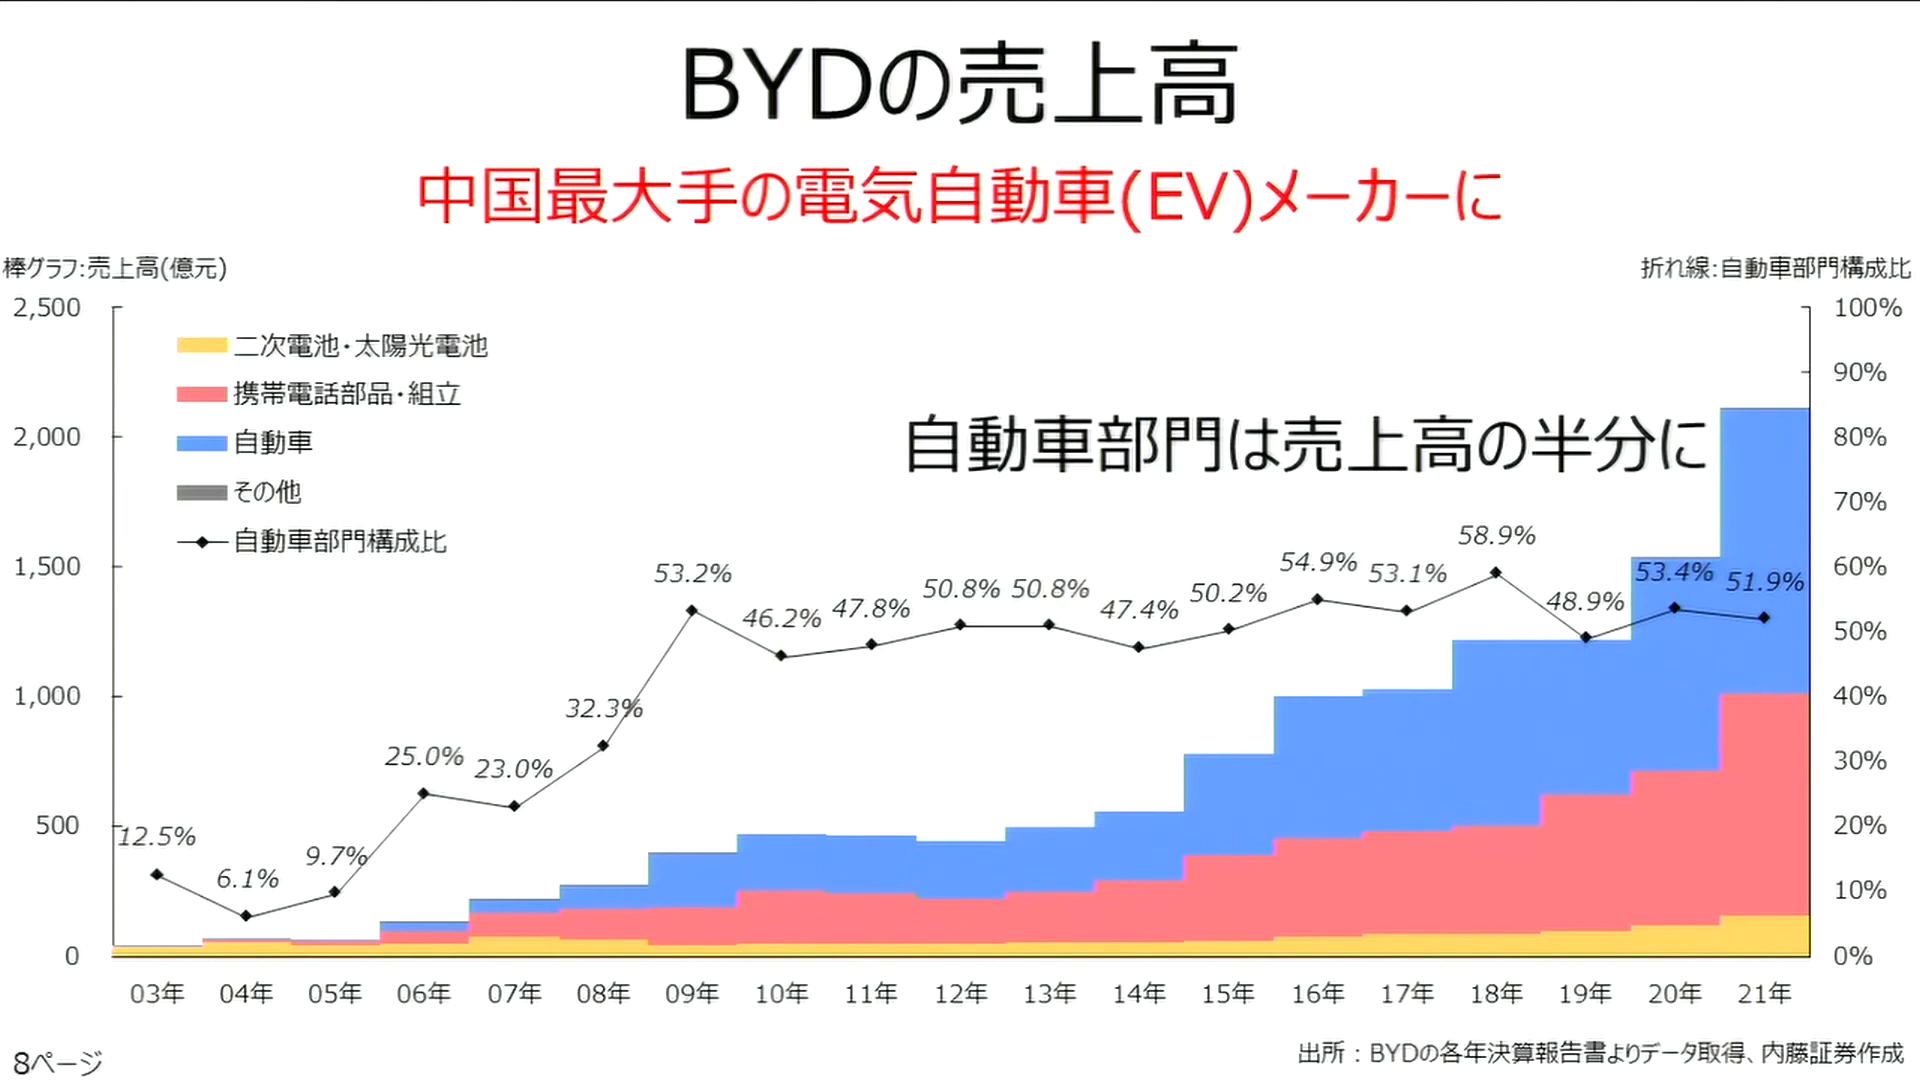 BYDの売上高
中国最大手の電気自動車(EV)メーカーに
棒グラフ:売上高(億元)
折れ線:自動車部門構成比
2,500
2,000
1,500
1,000
500
0
100%
90%
80%
70%
60%
50%
40%
30%
20%
10%
0%
二次電池・太陽光電池
携帯電話部品・組立
自動車
その他
自動車部門構成比
自動車部門は売上高の半分に
12.5%
6.1%
9.7%
25.0%
23.0%
32.3%
53.2%
46.2%
47.8%
50.8%
50.8%
47.4%
50.2%
54.9%
53.1%
58.9%
48.9%
53.4%
51.9%
03年 04年 05年 06年 07年 08年 09年 10年 11年 12年 13年 14年 15年 16年 17年 18年 19年 20年 21年
8ページ
出所：BYDの各年決算報告書よりデータ取得、内藤証券作成